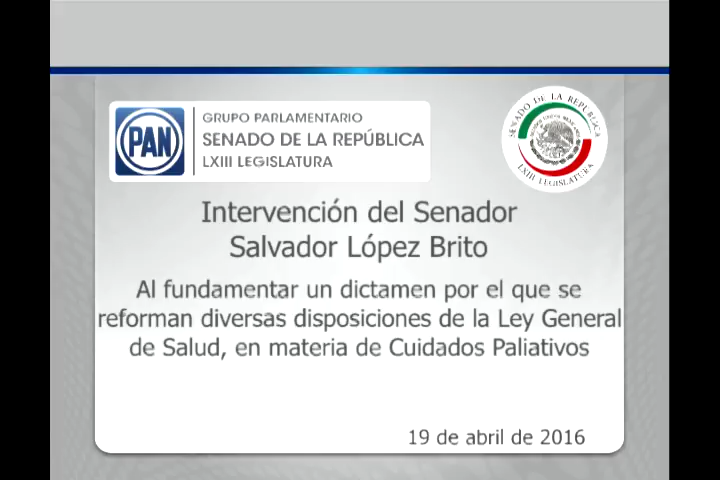 PAN
GRUPO PARLAMENTARIO
SENADO DE LA REPÚBLICA
LXIII LEGISLATURA
SENADO DE LA REPÚBLICA
LXIII LEGISLATURA
Intervención del Senador
Salvador López Brito
Al fundamentar un dictamen por el que se
reforman diversas disposiciones de la Ley General
de Salud, en materia de Cuidados Paliativos
19 de abril de 2016